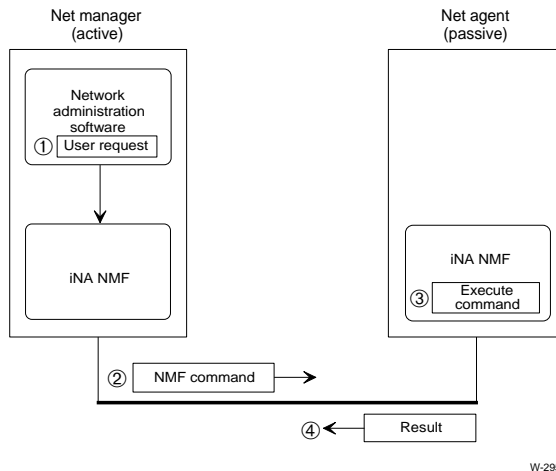 Net manager
(active)
Net agent
(passive)
Network
administration
software
① User request
iNA NMF
iNA NMF
③ Execute
command
② NMF command
④ Result
W-29